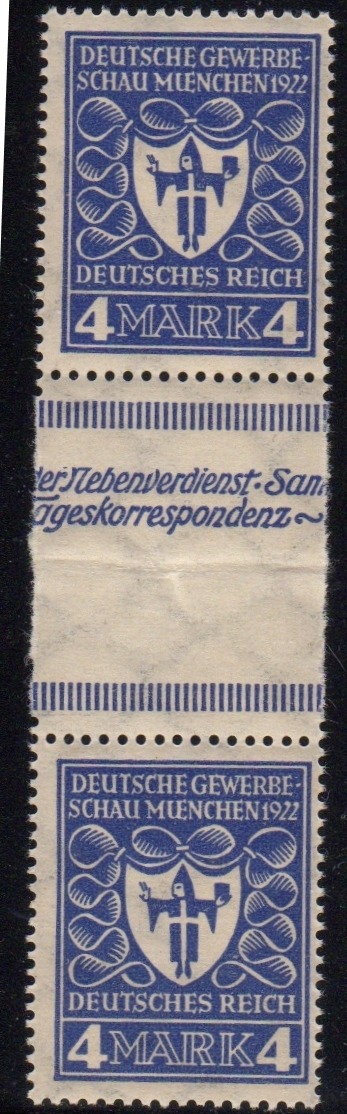 DEUTSCHE GEWERBE-
SCHAU MUENCHEN 1922
DEUTSCHES REICH
4 MARK 4
der Nebenverdienst · San
ageskorrespondenz ~
DEUTSCHE GEWERBE-
SCHAU MUENCHEN 1922
DEUTSCHES REICH
4 MARK 4